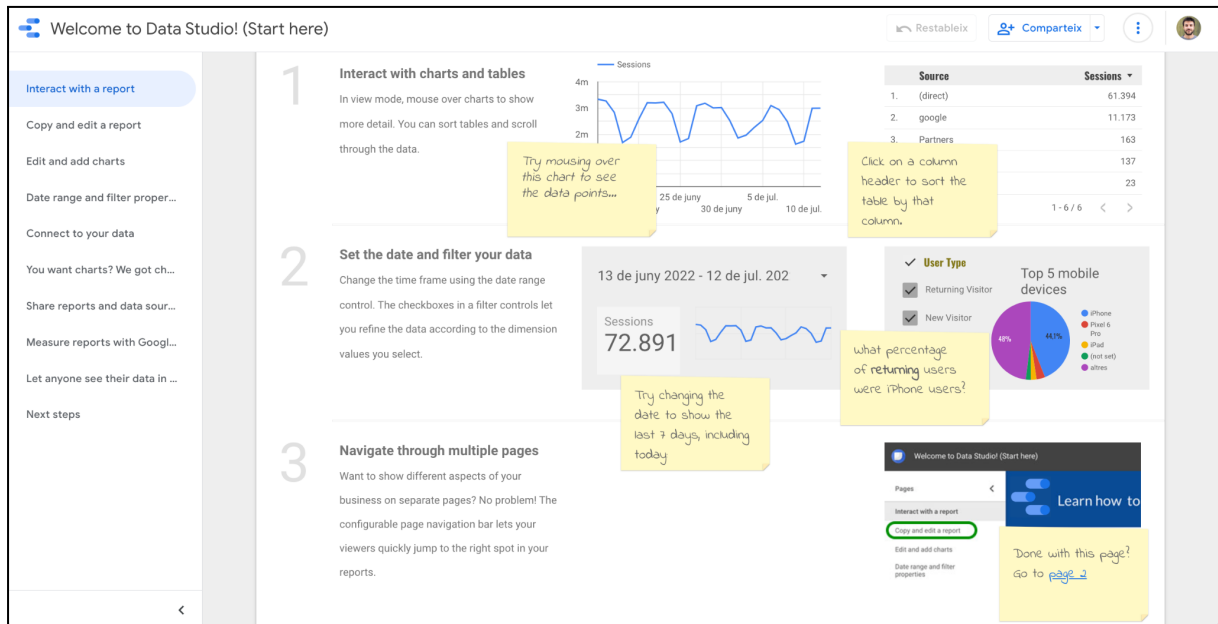 Welcome to Data Studio! (Start here)
Restableix
Comparteix
Interact with a report
Copy and edit a report
Edit and add charts
Date range and filter proper...
Connect to your data
You want charts? We got ch...
Share reports and data sour...
Measure reports with Googl...
Let anyone see their data in ...
Next steps
1
Interact with charts and tables
In view mode, mouse over charts to show
more detail. You can sort tables and scroll
through the data.
Sessions
4m
3m
2m
25 de juny
5 de jul.
30 de juny
10 de jul.
Try mousing over
this chart to see
the data points...
Source Sessions
1. (direct) 61.394
2. google 11.173
3. Partners 163
137
23
1 - 6 / 6
Click on a column
header to sort the
table by that
column.
2
Set the date and filter your data
Change the time frame using the date range
control. The checkboxes in a filter controls let
you refine the data according to the dimension
values you select.
13 de juny 2022 - 12 de jul. 202
Sessions
72.891
Try changing the
date to show the
last 7 days, including
today
User Type
Returning Visitor
New Visitor
Top 5 mobile
devices
48%
44,1%
iPhone
Pixel 6
Pro
iPad
(not set)
altres
What percentage
of returning users
were iPhone users?
3
Navigate through multiple pages
Want to show different aspects of your
business on separate pages? No problem! The
configurable page navigation bar lets your
viewers quickly jump to the right spot in your
reports.
Welcome to Data Studio! (Start here)
Pages
Interact with a report
Copy and edit a report
Edit and add charts
Date range and filter
properties
Learn how to
Done with this page?
Go to page 2